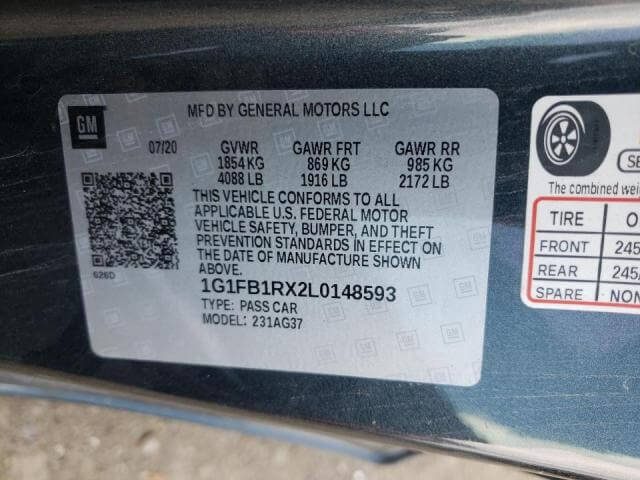 GM
MFD BY GENERAL MOTORS LLC
07/20 GVWR GAWR FRT GAWR RR
1854 KG 869 KG 985 KG
4088 LB 1916 LB 2172 LB
THIS VEHICLE CONFORMS TO ALL
APPLICABLE U.S. FEDERAL MOTOR
VEHICLE SAFETY, BUMPER, AND THEFT
PREVENTION STANDARDS IN EFFECT ON
THE DATE OF MANUFACTURE SHOWN
ABOVE.
626D
1G1FB1RX2L0148593
TYPE: PASS CAR
MODEL: 231AG37
The combined
TIRE
FRONT 245
REAR 245
SPARE